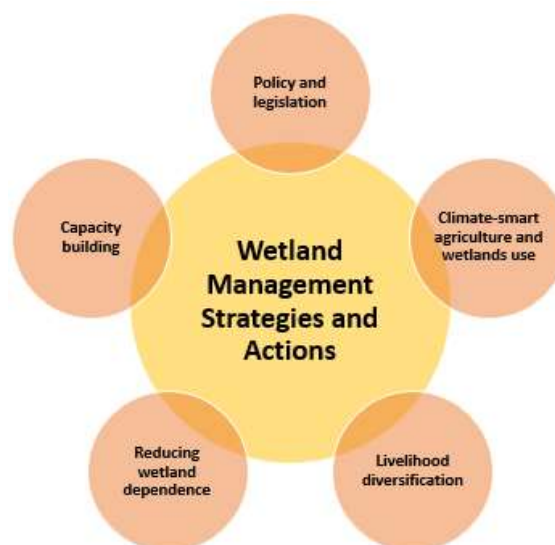 Policy and
legislation
Capacity
building
Climate-smart
agriculture and
wetlands use
Wetland
Management
Strategies and
Actions
Reducing
wetland
dependence
Livelihood
diversification